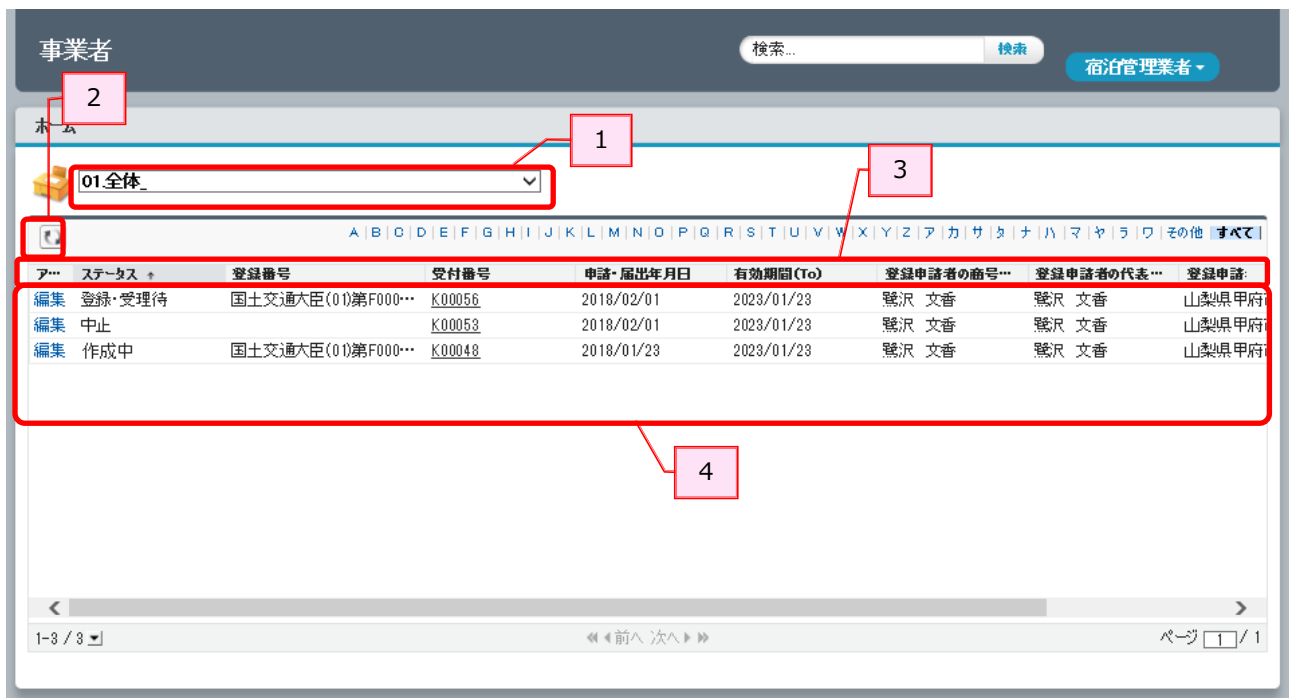 事業者
検索...
検索
宿泊管理業者
2
ホーム
1
3
01.全体_
A|B|C|D|E|F|G|H|I|J|K|L|M|N|O|P|Q|R|S|T|U|V|W|X|Y|Z|ア|カ|サ|タ|ナ|ハ|マ|ヤ|ラ|ワ|その他 すべて|
ア… ステータス ↑ 登録番号 受付番号 申請・届出年月日 有効期間(To) 登録申請者の商号… 登録申請者の代表… 登録申請
編集 登録・受理待 国土交通大臣(01)第F000… K00056 2018/02/01 2023/01/23 鷺沢 文香 鷺沢 文香 山梨県甲府
編集 中止 K00053 2018/02/01 2023/01/23 鷺沢 文香 鷺沢 文香 山梨県甲府
編集 作成中 国土交通大臣(01)第F000… K00048 2018/01/23 2023/01/23 鷺沢 文香 鷺沢 文香 山梨県甲府
4
1-3 / 3 前へ 次へ ページ 1 / 1